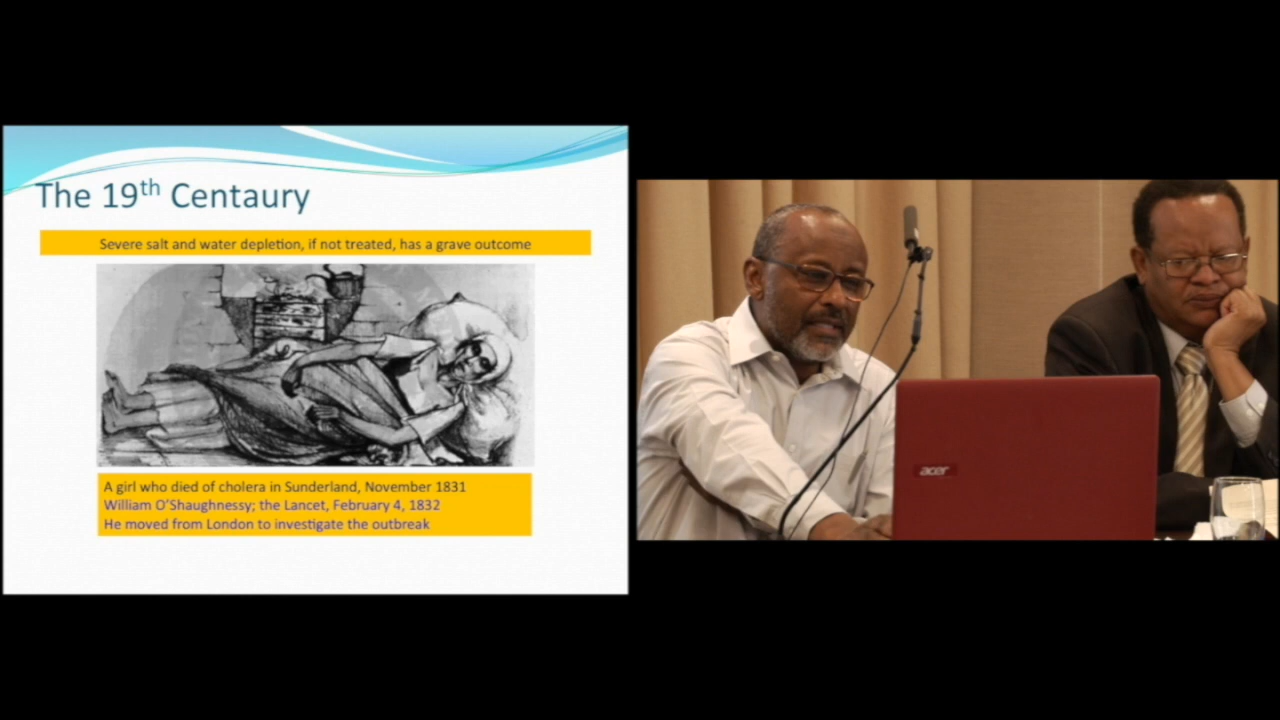 The 19th Centaury
Severe salt and water depletion, if not treated, has a grave outcome
A girl who died of cholera in Sunderland, November 1831
William O'Shaughnessy; the Lancet, February 4, 1832
He moved from London to investigate the outbreak
acer